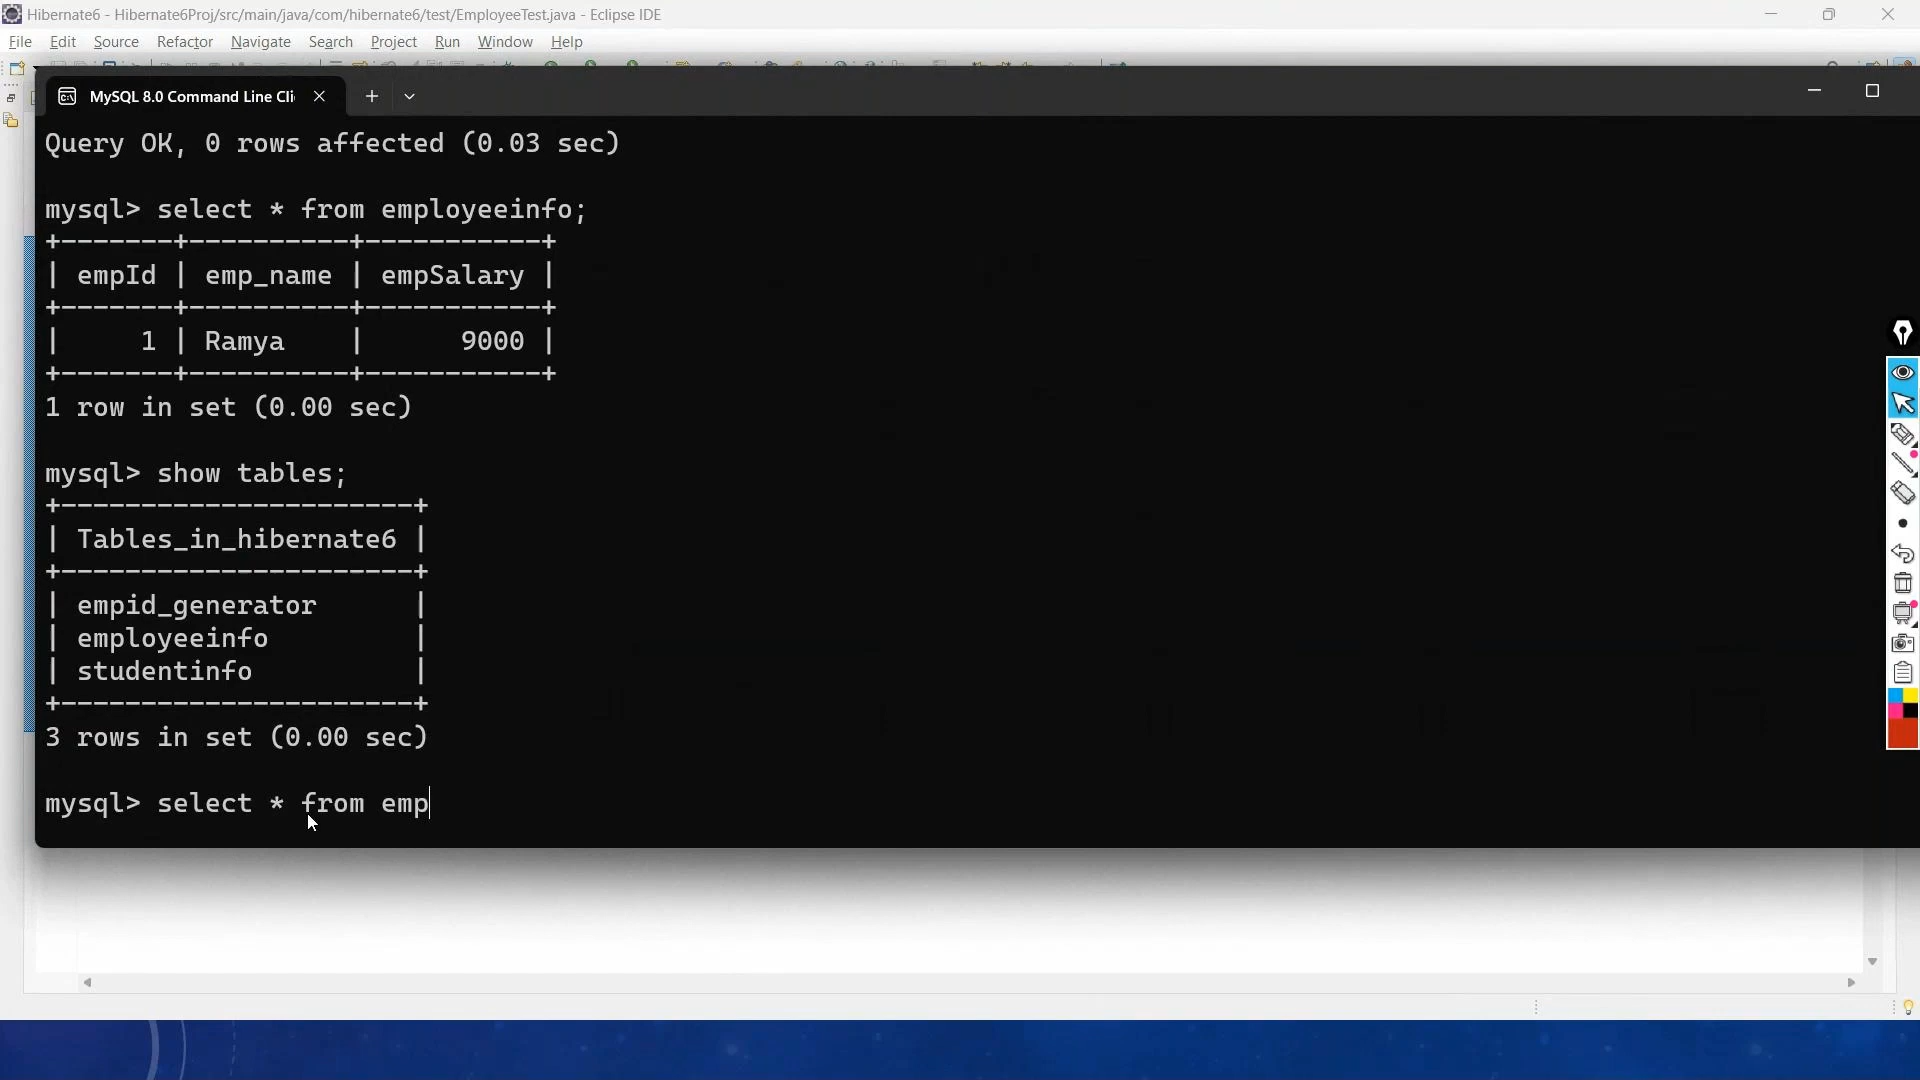 Hibernate6 - Hibernate6Proj/src/main/java/com/hibernate6/test/EmployeeTest.java - Eclipse IDE
File Edit Source Refactor Navigate Search Project Run Window Help
MySQL 8.0 Command Line Cli
Query OK, 0 rows affected (0.03 sec)
mysql> select * from employeeinfo;
+-------+----------+-----------+
| empId | emp_name | empSalary |
+-------+----------+-----------+
|     1 | Ramya    |      9000 |
+-------+----------+-----------+
1 row in set (0.00 sec)
mysql> show tables;
+----------------------+
| Tables_in_hibernate6 |
+----------------------+
| empid_generator      |
| employeeinfo         |
| studentinfo          |
+----------------------+
3 rows in set (0.00 sec)
mysql> select * from emp